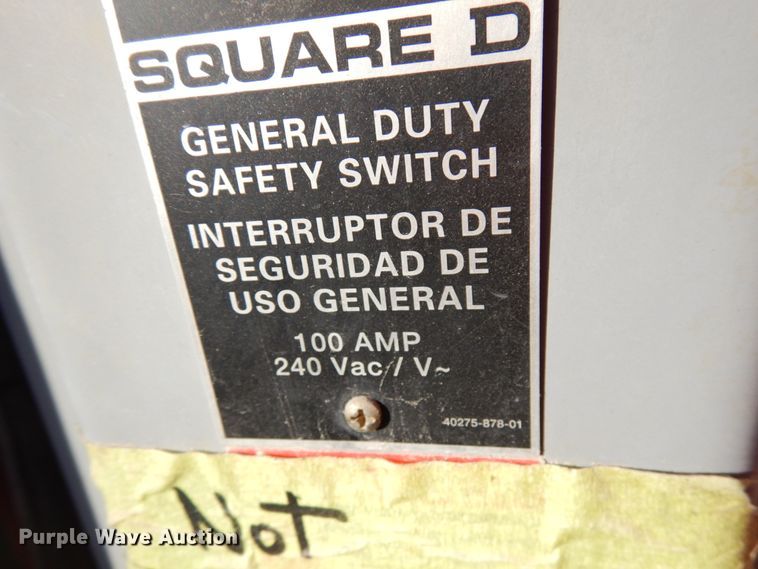 SQUARE D
GENERAL DUTY
SAFETY SWITCH
INTERRUPTOR DE
SEGURIDAD DE
USO GENERAL
100 AMP
240 Vac / V~
40275-878-01
Not
Purple Wave Auction